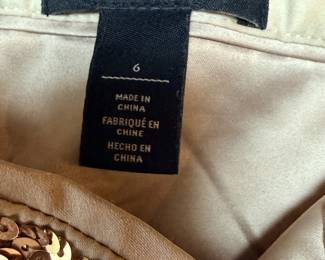 6
MADE IN
CHINA
FABRIQUÉ EN
CHINE
HECHO EN
CHINA